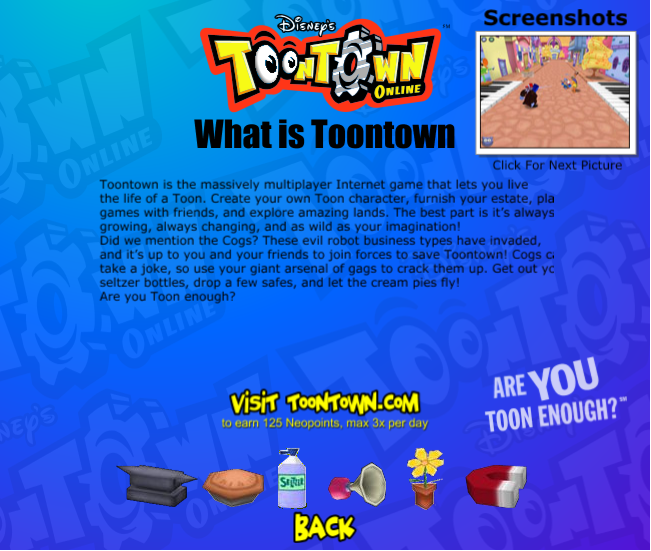 Disney's
TOONTOWN
ONLINE
™
Screenshots
What is Toontown
Click For Next Picture
Toontown is the massively multiplayer Internet game that lets you live
the life of a Toon. Create your own Toon character, furnish your estate, pla
games with friends, and explore amazing lands. The best part is it's always
growing, always changing, and as wild as your imagination!
Did we mention the Cogs? These evil robot business types have invaded,
and it's up to you and your friends to join forces to save Toontown! Cogs ca
take a joke, so use your giant arsenal of gags to crack them up. Get out yo
seltzer bottles, drop a few safes, and let the cream pies fly!
Are you Toon enough?
ARE YOU
TOON ENOUGH?℠
VISIT TOONTOWN.COM
to earn 125 Neopoints, max 3x per day
SELTZER
BACK